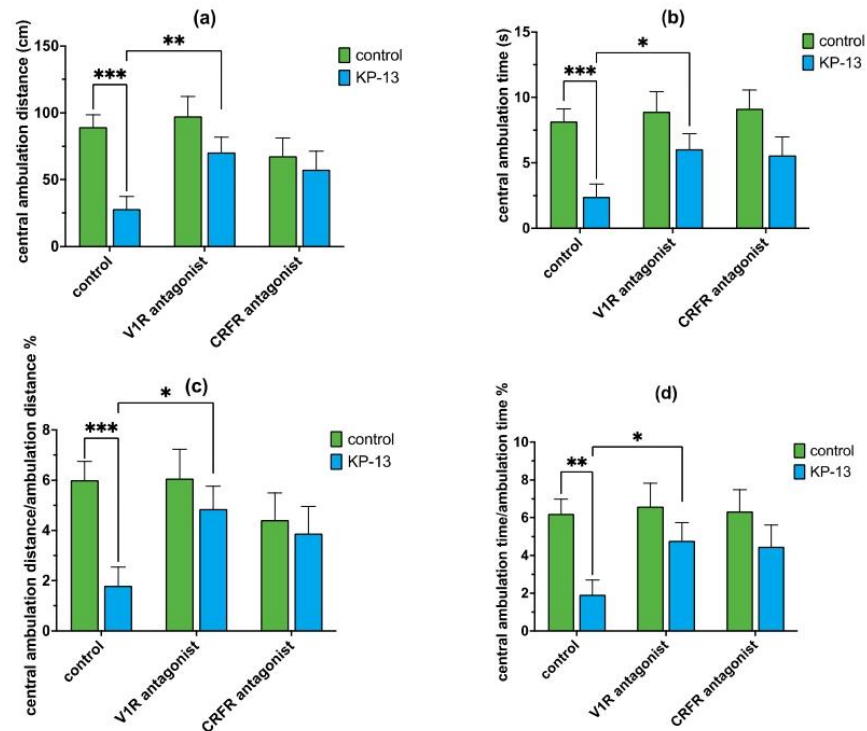 (a)
central ambulation distance (cm)
150
100
50
0
***
**
control
KP-13
control
V1R antagonist
CRFR antagonist
(b)
central ambulation time (s)
15
10
5
0
***
*
control
KP-13
control
V1R antagonist
CRFR antagonist
(c)
central ambulation distance/ambulation distance %
8
6
4
2
0
***
*
control
KP-13
control
V1R antagonist
CRFR antagonist
(d)
central ambulation time/ambulation time %
10
8
6
4
2
0
**
*
control
KP-13
control
V1R antagonist
CRFR antagonist